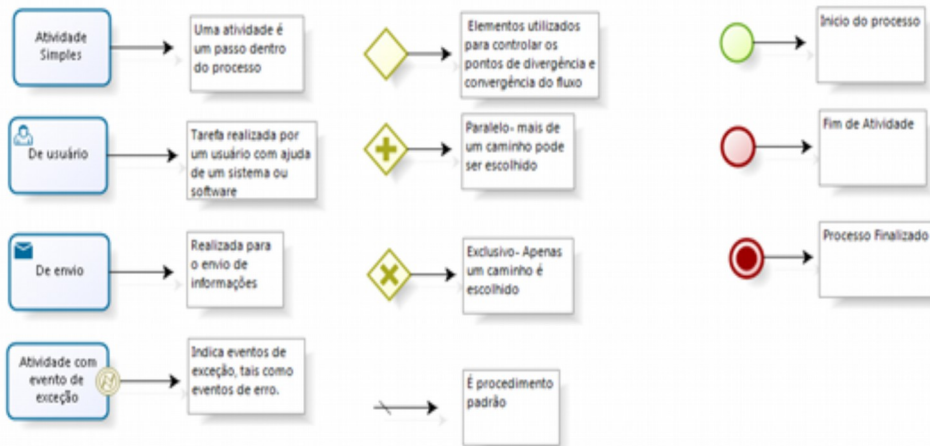 Atividade
Simples
Uma atividade é
um passo dentro
do processo
De usuário
Tarefa realizada por
um usuário com ajuda
de um sistema ou
software
De envio
Realizada para
o envio de
informações
Atividade com
evento de
exceção
Indica eventos de
exceção, tais como
eventos de erro.
Elementos utilizados
para controlar os
pontos de divergência e
convergência do fluxo
Paralelo- mais de
um caminho pode
ser escolhido
Exclusivo- Apenas
um caminho é
escolhido
É procedimento
padrão
Inicio do processo
Fim de Atividade
Processo Finalizado